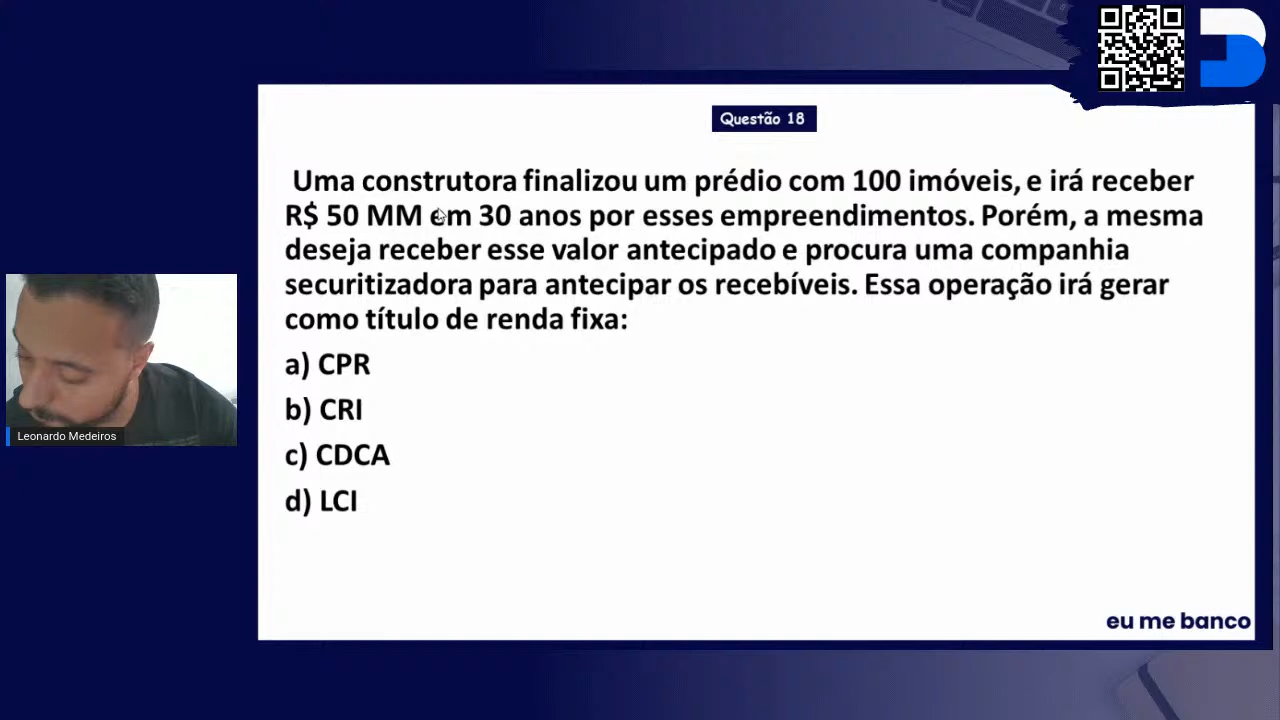 Questão 18
Uma construtora finalizou um prédio com 100 imóveis, e irá receber
R$ 50 MM em 30 anos por esses empreendimentos. Porém, a mesma
deseja receber esse valor antecipado e procura uma companhia
securitizadora para antecipar os recebíveis. Essa operação irá gerar
como título de renda fixa:
a) CPR
b) CRI
c) CDCA
d) LCI
Leonardo Medeiros
eu me banco